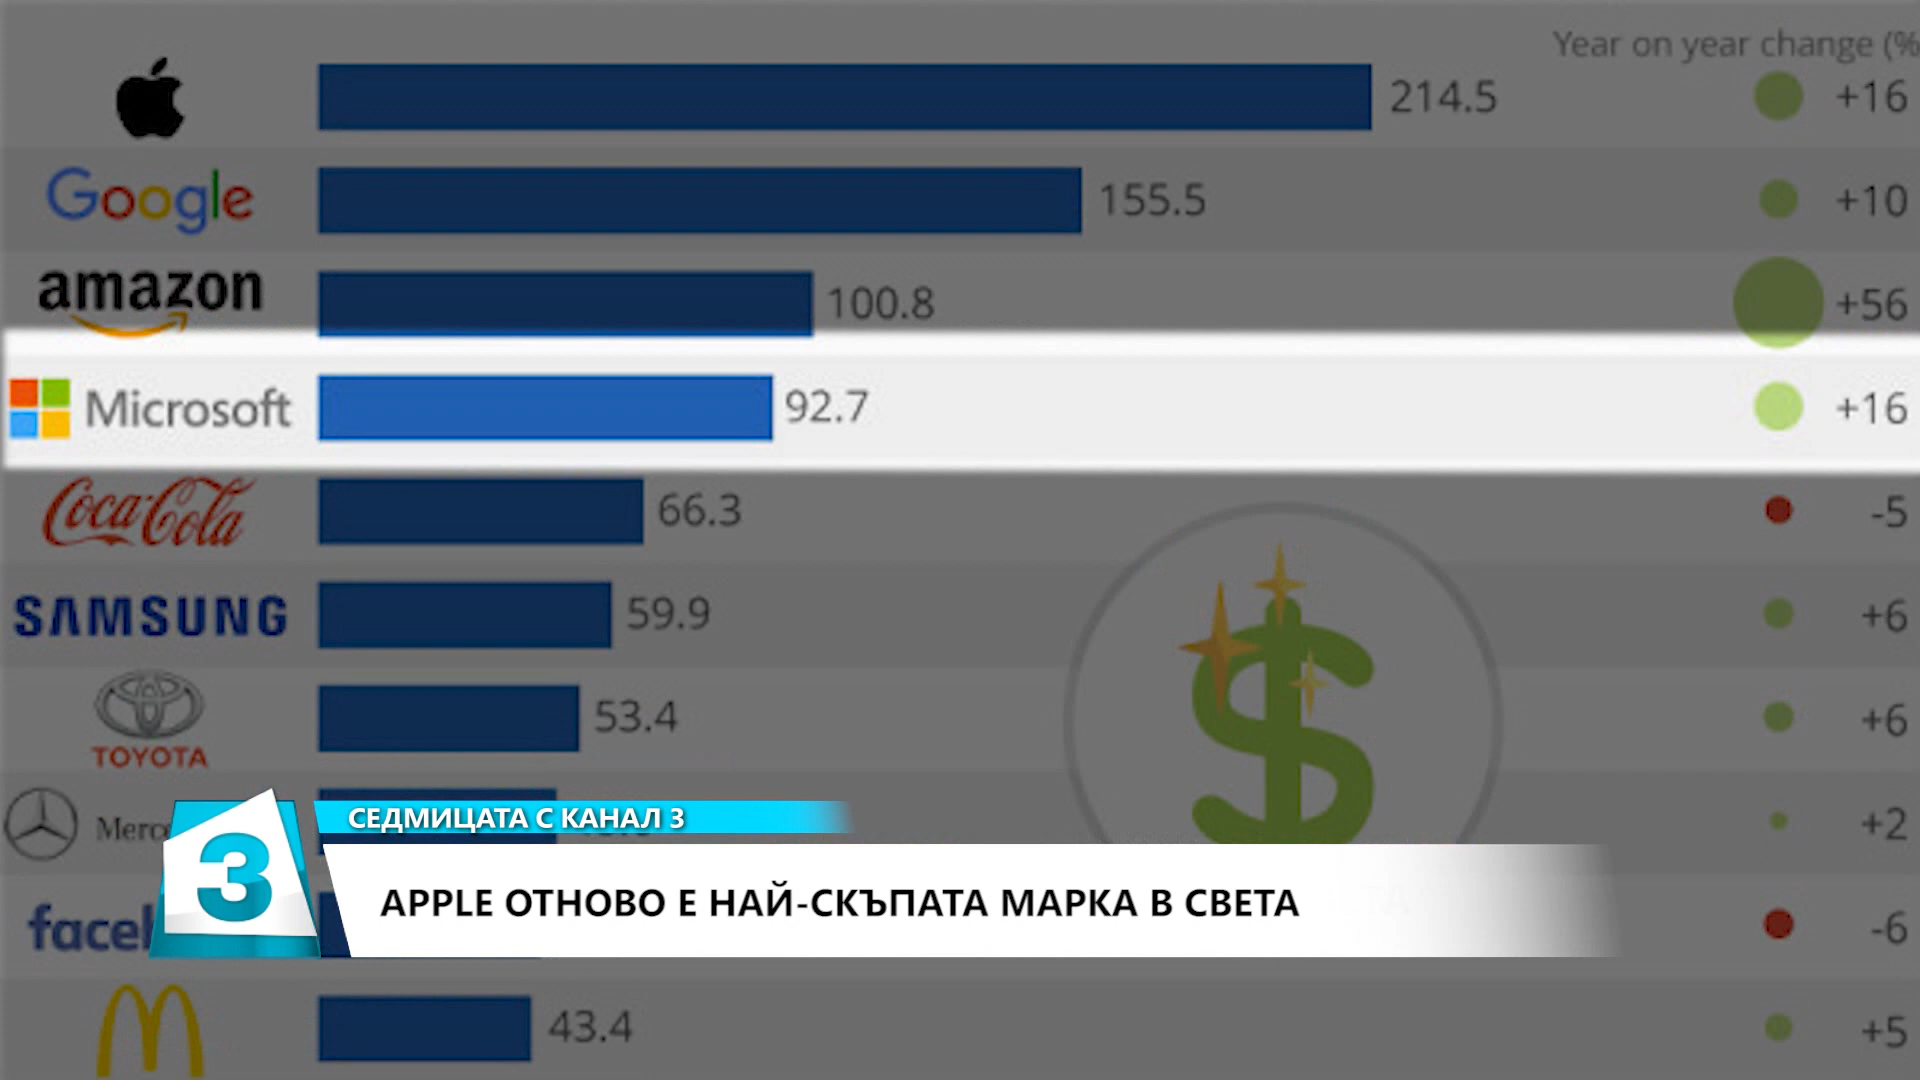 Year on year change (%
214.5 +16
Google 155.5 +10
amazon 100.8 +56
Microsoft 92.7 +16
Coca-Cola 66.3 -5
SAMSUNG 59.9 +6
53.4 +6
TOYOTA
+2
СЕДМИЦАТА С КАНАЛ 3
3
APPLE ОТНОВО Е НАЙ-СКЪПАТА МАРКА В СВЕТА
-6
43.4 +5